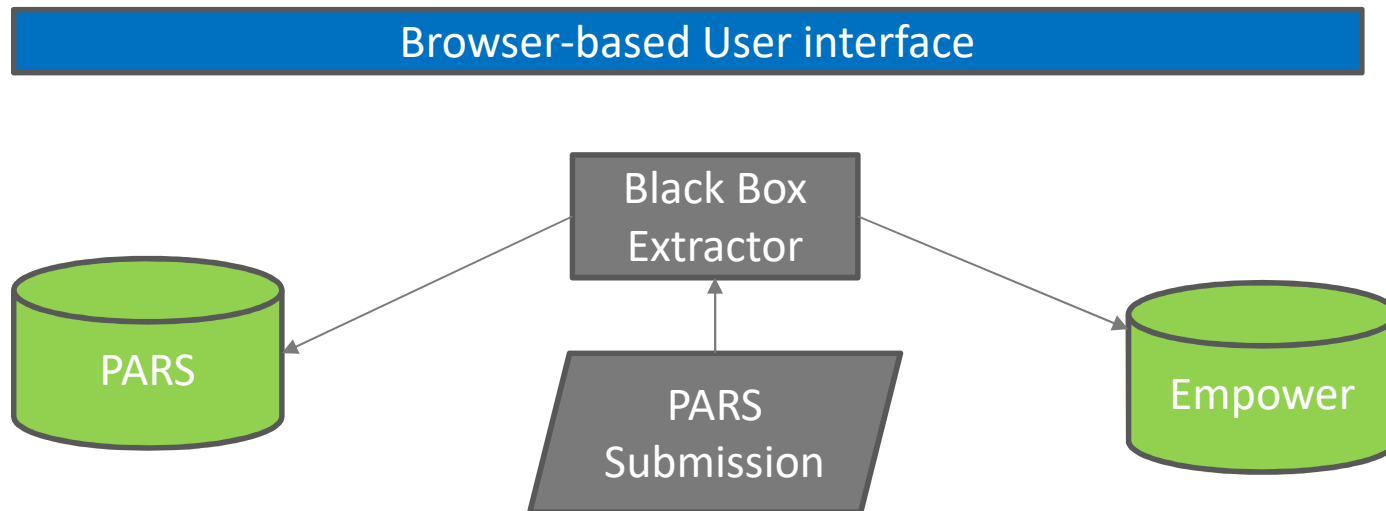 Browser-based User interface
Black Box
Extractor
PARS
Empower
PARS
Submission